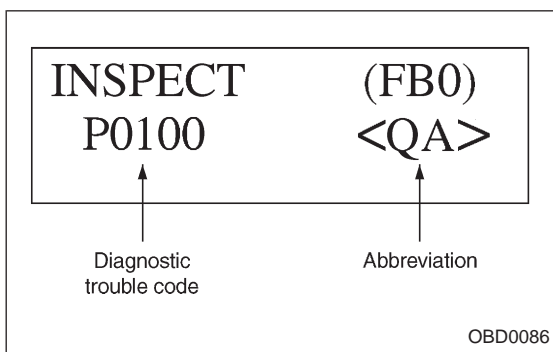 INSPECT (FB0)
P0100 <QA>
Diagnostic trouble code
Abbreviation
OBD0086